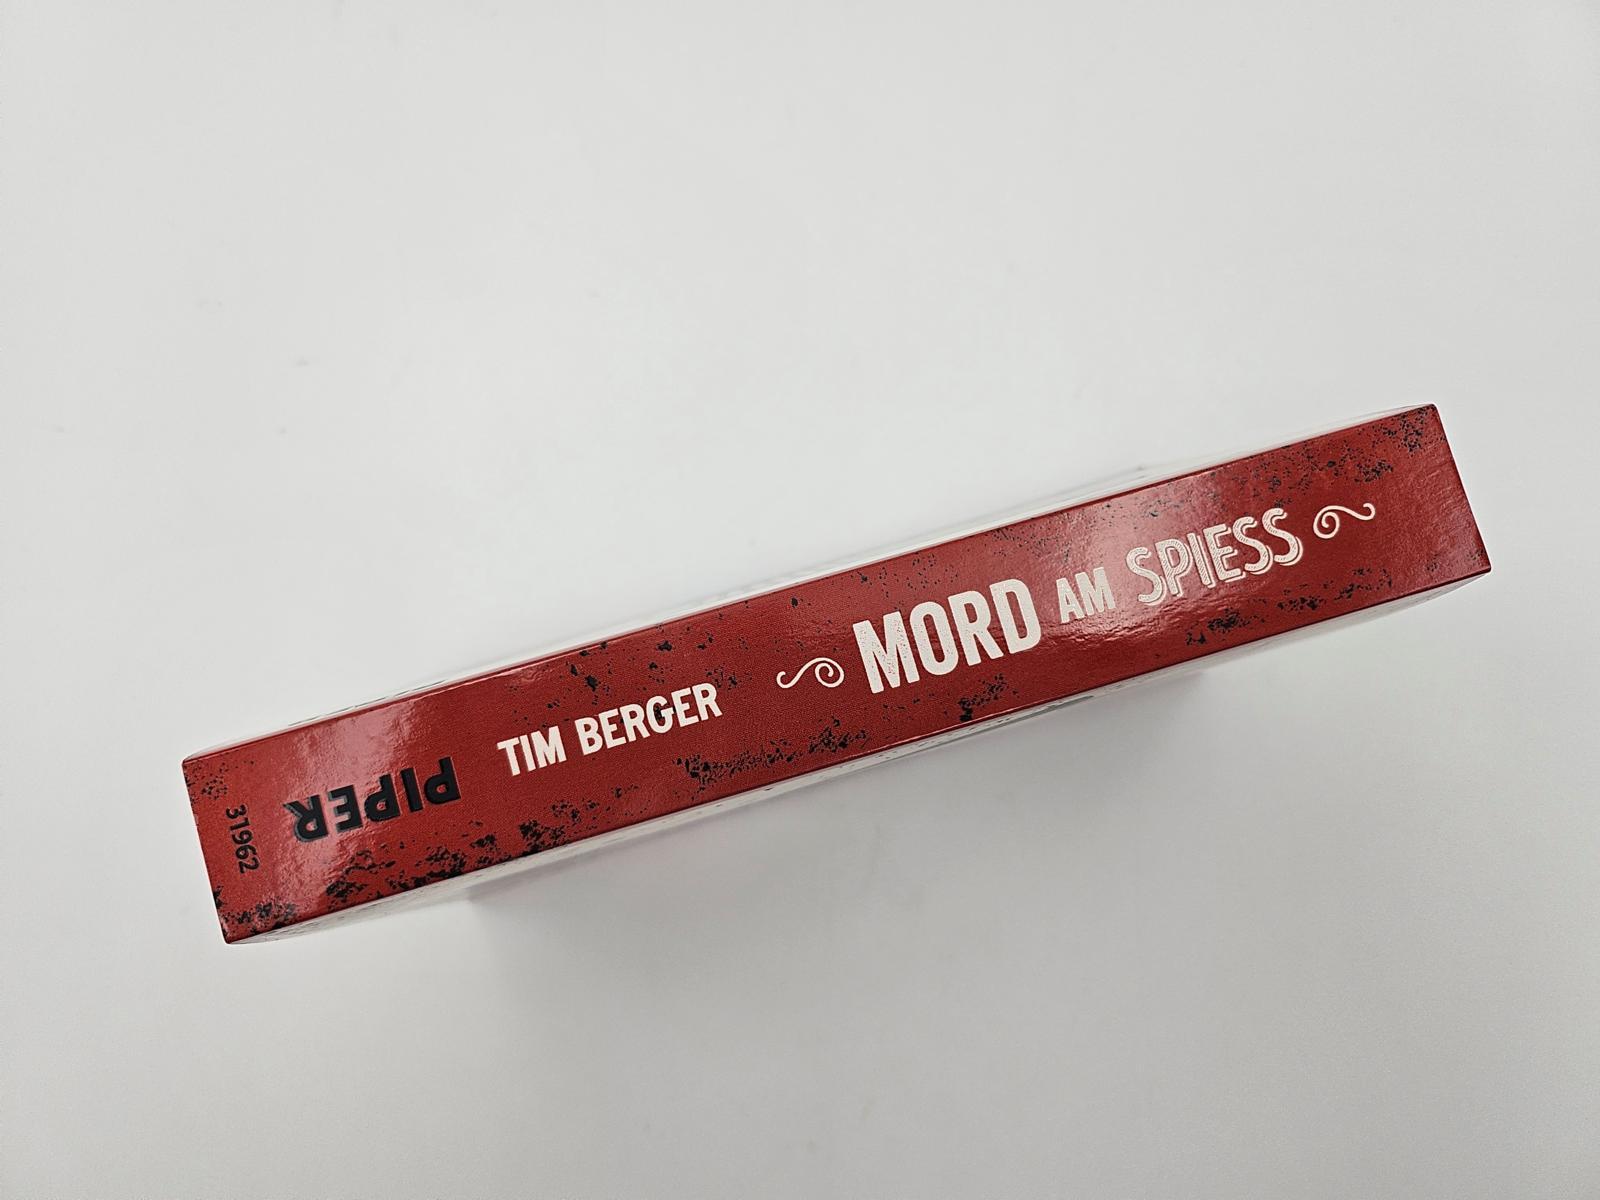 TIM BERGER
MORD AM SPIESS
PIPER
31962